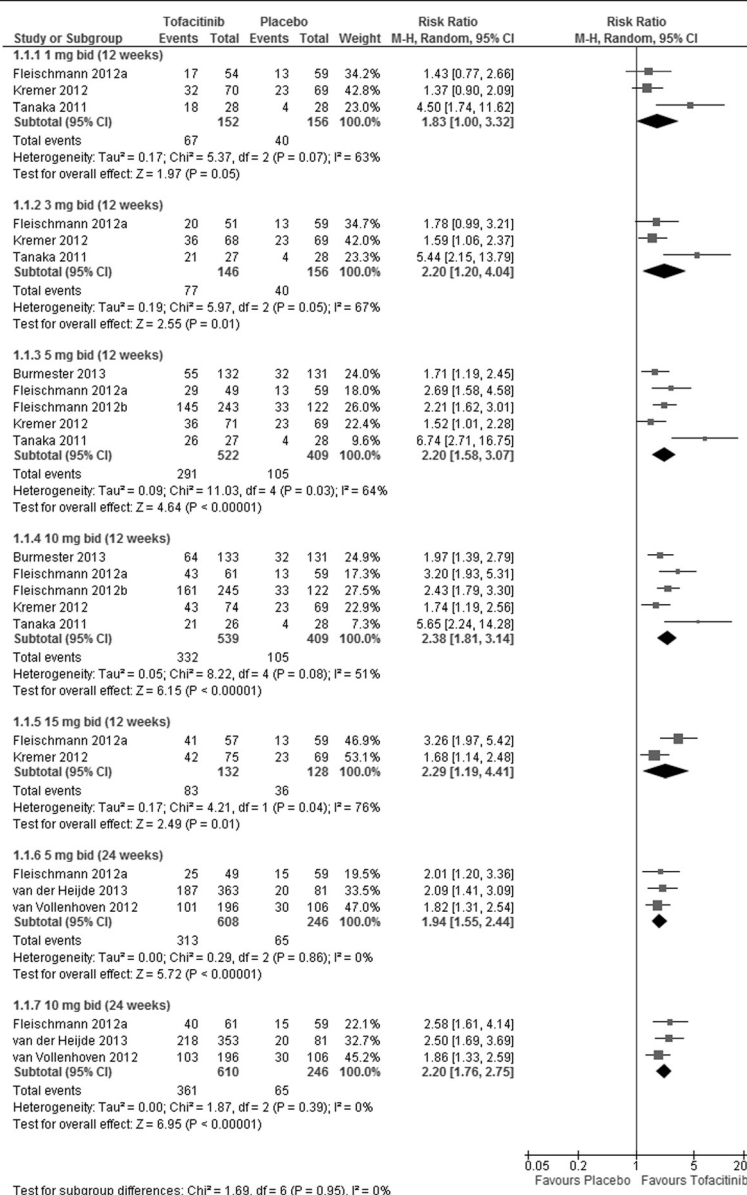 Tofacitinib Placebo Risk Ratio Risk Ratio
Study or Subgroup Events Total Events Total Weight M-H, Random, 95% CI M-H, Random, 95% CI
1.1.1 1 mg bid (12 weeks)
Fleischmann 2012a 17 54 13 59 34.2% 1.43 [0.77, 2.66]
Kremer 2012 32 70 23 69 42.8% 1.37 [0.90, 2.09]
Tanaka 2011 18 28 4 28 23.0% 4.50 [1.74, 11.62]
Subtotal (95% CI) 152 156 100.0% 1.83 [1.00, 3.32]
Total events 67 40
Heterogeneity: Tau² = 0.17; Chi² = 5.37, df = 2 (P = 0.07); I² = 63%
Test for overall effect: Z = 1.97 (P = 0.05)
1.1.2 3 mg bid (12 weeks)
Fleischmann 2012a 20 51 13 59 34.7% 1.78 [0.99, 3.21]
Kremer 2012 36 68 23 69 42.0% 1.59 [1.06, 2.37]
Tanaka 2011 21 27 4 28 23.3% 5.44 [2.15, 13.79]
Subtotal (95% CI) 146 156 100.0% 2.20 [1.20, 4.04]
Total events 77 40
Heterogeneity: Tau² = 0.19; Chi² = 5.97, df = 2 (P = 0.05); I² = 67%
Test for overall effect: Z = 2.55 (P = 0.01)
1.1.3 5 mg bid (12 weeks)
Burmester 2013 55 132 32 131 24.0% 1.71 [1.19, 2.45]
Fleischmann 2012a 29 49 13 59 18.0% 2.69 [1.58, 4.58]
Fleischmann 2012b 145 243 33 122 26.0% 2.21 [1.62, 3.01]
Kremer 2012 36 71 23 69 22.4% 1.52 [1.01, 2.28]
Tanaka 2011 26 27 4 28 9.6% 6.74 [2.71, 16.75]
Subtotal (95% CI) 522 409 100.0% 2.20 [1.58, 3.07]
Total events 291 105
Heterogeneity: Tau² = 0.09; Chi² = 11.03, df = 4 (P = 0.03); I² = 64%
Test for overall effect: Z = 4.64 (P < 0.00001)
1.1.4 10 mg bid (12 weeks)
Burmester 2013 64 133 32 131 24.9% 1.97 [1.39, 2.79]
Fleischmann 2012a 43 61 13 59 17.3% 3.20 [1.93, 5.31]
Fleischmann 2012b 161 245 33 122 27.5% 2.43 [1.79, 3.30]
Kremer 2012 43 74 23 69 23.0% 1.74 [1.19, 2.56]
Tanaka 2011 21 26 4 28 7.3% 5.65 [2.24, 14.28]
Subtotal (95% CI) 539 409 100.0% 2.38 [1.81, 3.14]
Total events 332 105
Heterogeneity: Tau² = 0.05; Chi² = 8.22, df = 4 (P = 0.08); I² = 51%
Test for overall effect: Z = 6.15 (P < 0.00001)
1.1.5 15 mg bid (12 weeks)
Fleischmann 2012a 41 57 13 59 46.9% 3.26 [1.97, 5.42]
Kremer 2012 42 75 23 69 53.1% 1.68 [1.14, 2.48]
Subtotal (95% CI) 132 128 100.0% 2.29 [1.19, 4.41]
Total events 83 36
Heterogeneity: Tau² = 0.17; Chi² = 4.21, df = 1 (P = 0.04); I² = 76%
Test for overall effect: Z = 2.49 (P = 0.01)
1.1.6 5 mg bid (24 weeks)
Fleischmann 2012a 25 49 15 59 19.5% 2.01 [1.20, 3.36]
van der Heijde 2013 187 363 20 81 33.5% 2.09 [1.41, 3.09]
van Vollenhoven 2012 101 196 30 106 47.0% 1.82 [1.31, 2.54]
Subtotal (95% CI) 608 246 100.0% 1.94 [1.55, 2.44]
Total events 313 65
Heterogeneity: Tau² = 0.00; Chi² = 0.29, df = 2 (P = 0.86); I² = 0%
Test for overall effect: Z = 5.72 (P < 0.00001)
1.1.7 10 mg bid (24 weeks)
Fleischmann 2012a 40 61 15 59 22.1% 2.58 [1.61, 4.14]
van der Heijde 2013 218 353 20 81 32.7% 2.50 [1.69, 3.69]
van Vollenhoven 2012 103 196 30 106 45.2% 1.86 [1.33, 2.59]
Subtotal (95% CI) 610 246 100.0% 2.20 [1.76, 2.75]
Total events 361 65
Heterogeneity: Tau² = 0.00; Chi² = 1.87, df = 2 (P = 0.39); I² = 0%
Test for overall effect: Z = 6.95 (P < 0.00001)
0.05 0.2 1 5 20
Favours Placebo Favours Tofacitinib
Test for subgroup differences: Chi² = 1.69, df = 6 (P = 0.95), I² = 0%